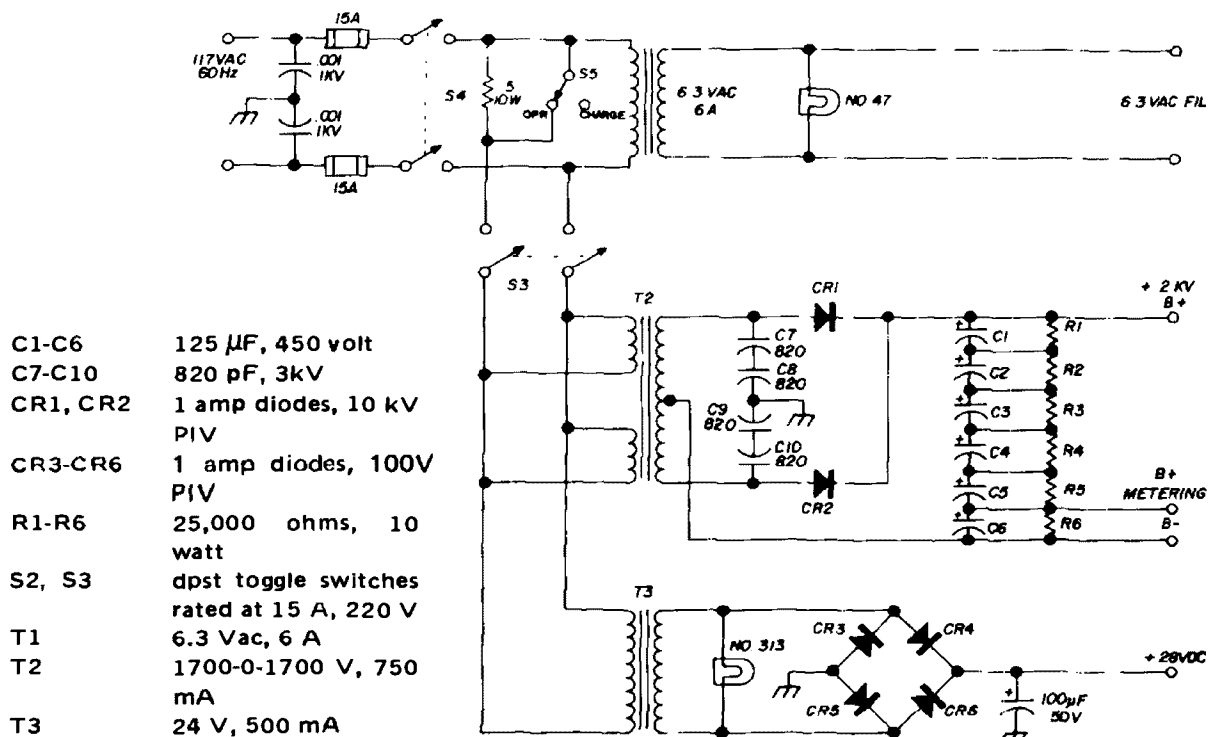 15A
117VAC
60Hz
.001
1KV
.001
1KV
15A
S4
5
10W
S5
OPR
CHARGE
6 3 VAC
6A
NO 47
6 3 VAC FIL
S3
T2
CR1
C7
820
C8
820
C9
820
C10
820
CR2
+ 2 KV
B+
C1
C2
C3
C4
C5
C6
R1
R2
R3
R4
R5
R6
B+
METERING
B-
T3
NO 313
CR3
CR4
CR5
CR6
+ 28VDC
100µF
50V
C1-C6 125 µF, 450 volt
C7-C10 820 pF, 3kV
CR1, CR2 1 amp diodes, 10 kV
PIV
CR3-CR6 1 amp diodes, 100V
PIV
R1-R6 25,000 ohms, 10
watt
S2, S3 dpst toggle switches
rated at 15 A, 220 V
T1 6.3 Vac, 6 A
T2 1700-0-1700 V, 750
mA
T3 24 V, 500 mA